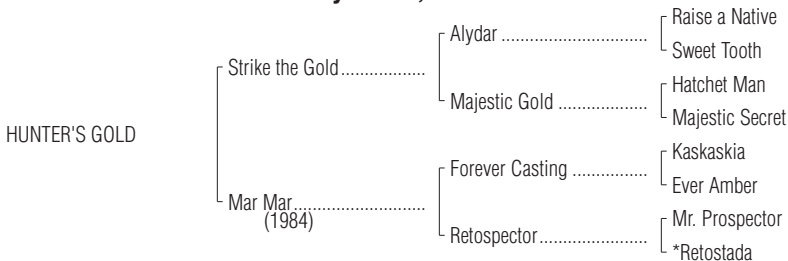 Alydar ................................... Raise a Native
Sweet Tooth
Strike the Gold..................
Majestic Gold ..................... Hatchet Man
Majestic Secret
HUNTER'S GOLD
Forever Casting ................... Kaskaskia
Ever Amber
Mar Mar...........................
(1984)
Retospector......................... Mr. Prospector
*Retostada